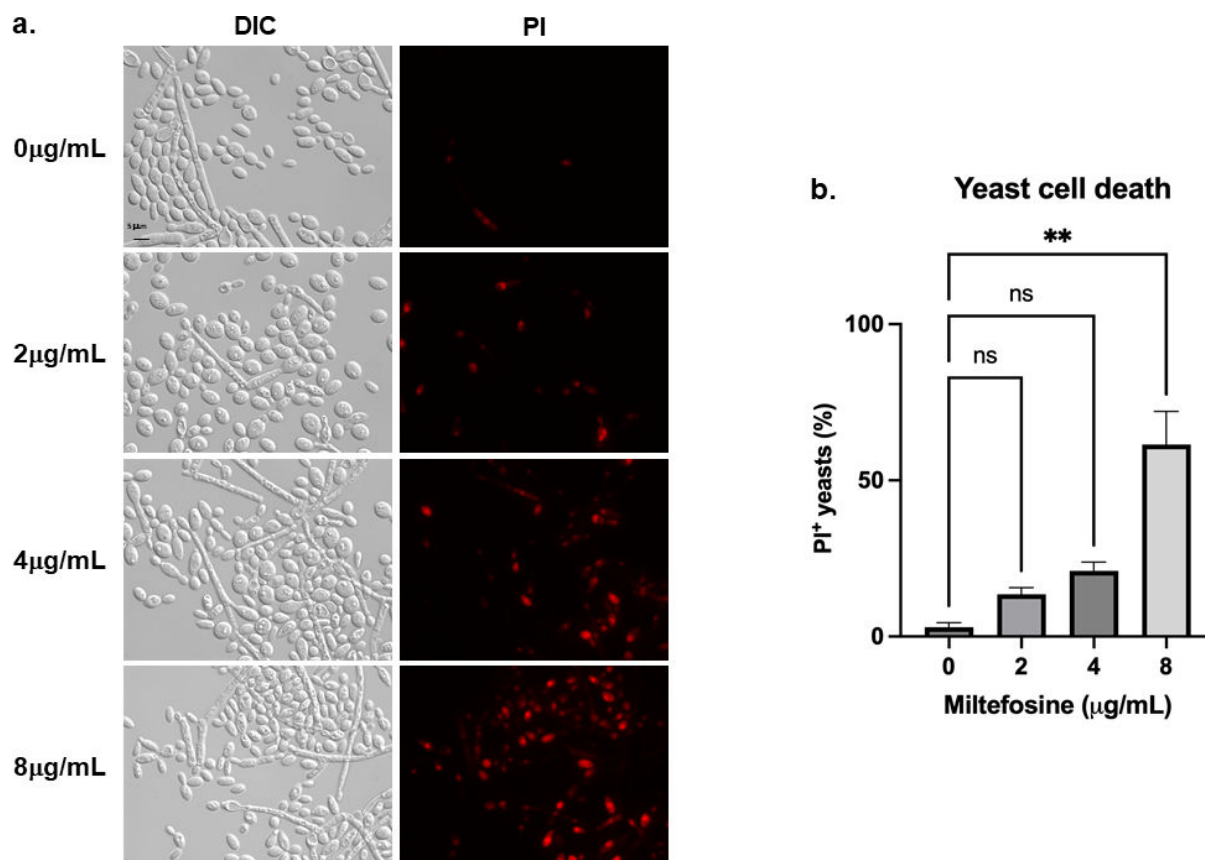 a.
DIC
PI
0μg/mL
5 μm
2μg/mL
4μg/mL
8μg/mL
b.
Yeast cell death
**
ns
ns
100
50
0
PI⁺ yeasts (%)
0 2 4 8
Miltefosine (μg/mL)